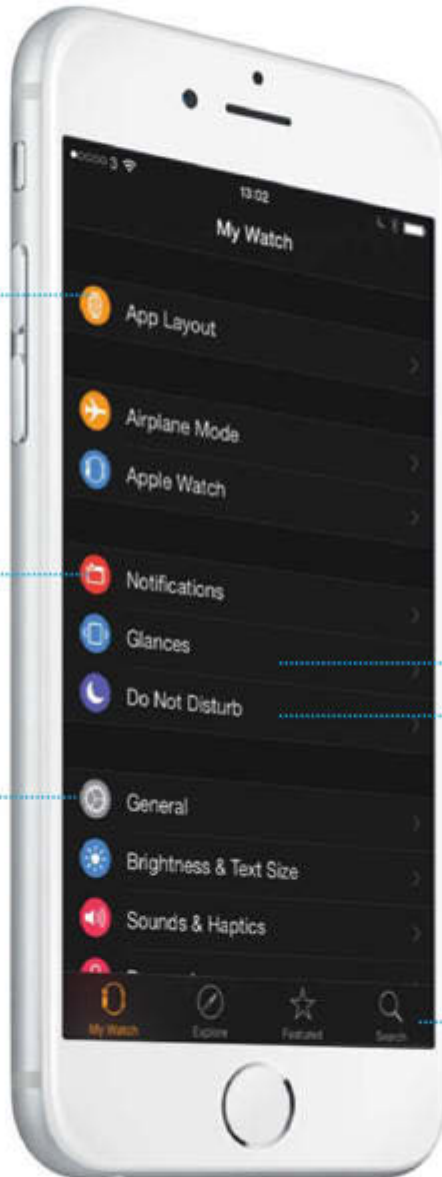 3
13:02
My Watch
App Layout
Airplane Mode
Apple Watch
Notifications
Glances
Do Not Disturb
General
Brightness & Text Size
Sounds & Haptics
My Watch
Explore
Featured
Search